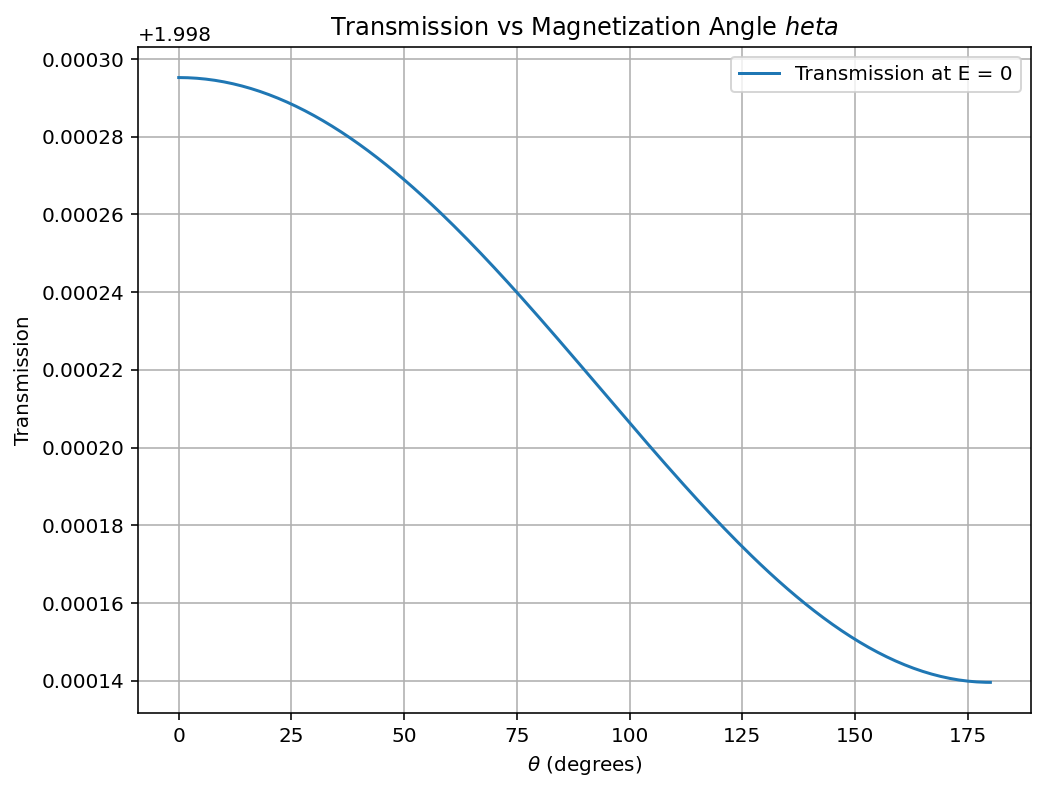 Transmission vs Magnetization Angle heta
+1.998
0.00030
0.00028
0.00026
0.00024
0.00022
0.00020
0.00018
0.00016
0.00014
Transmission
Transmission at E = 0
0 25 50 75 100 125 150 175
θ (degrees)